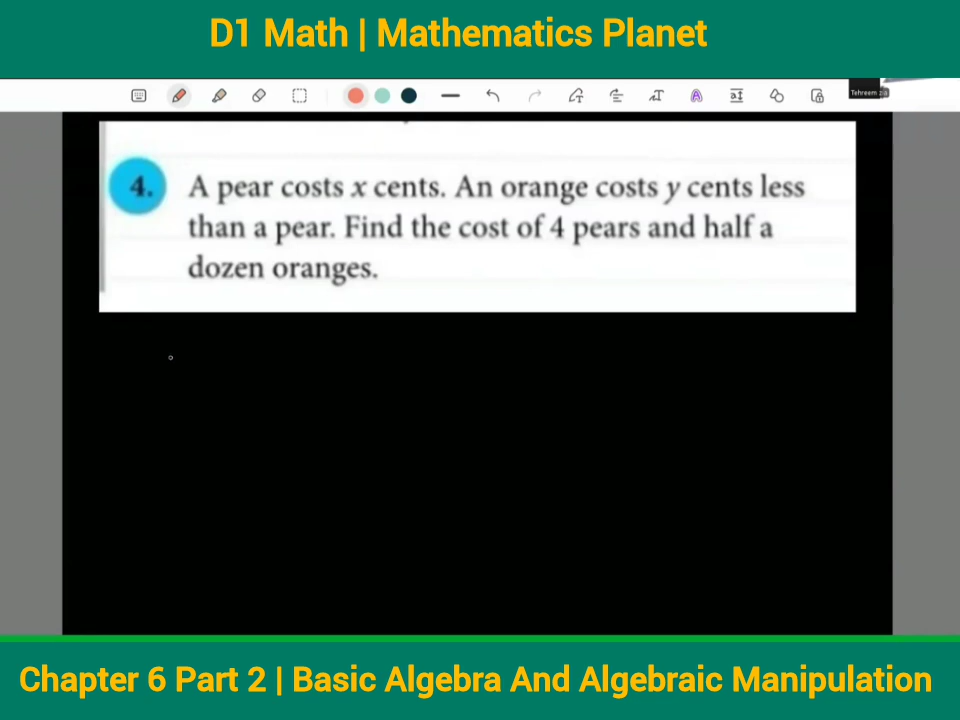 D1 Math | Mathematics Planet
Tehreem
4. A pear costs x cents. An orange costs y cents less
than a pear. Find the cost of 4 pears and half a
dozen oranges.
Chapter 6 Part 2 | Basic Algebra And Algebraic Manipulation